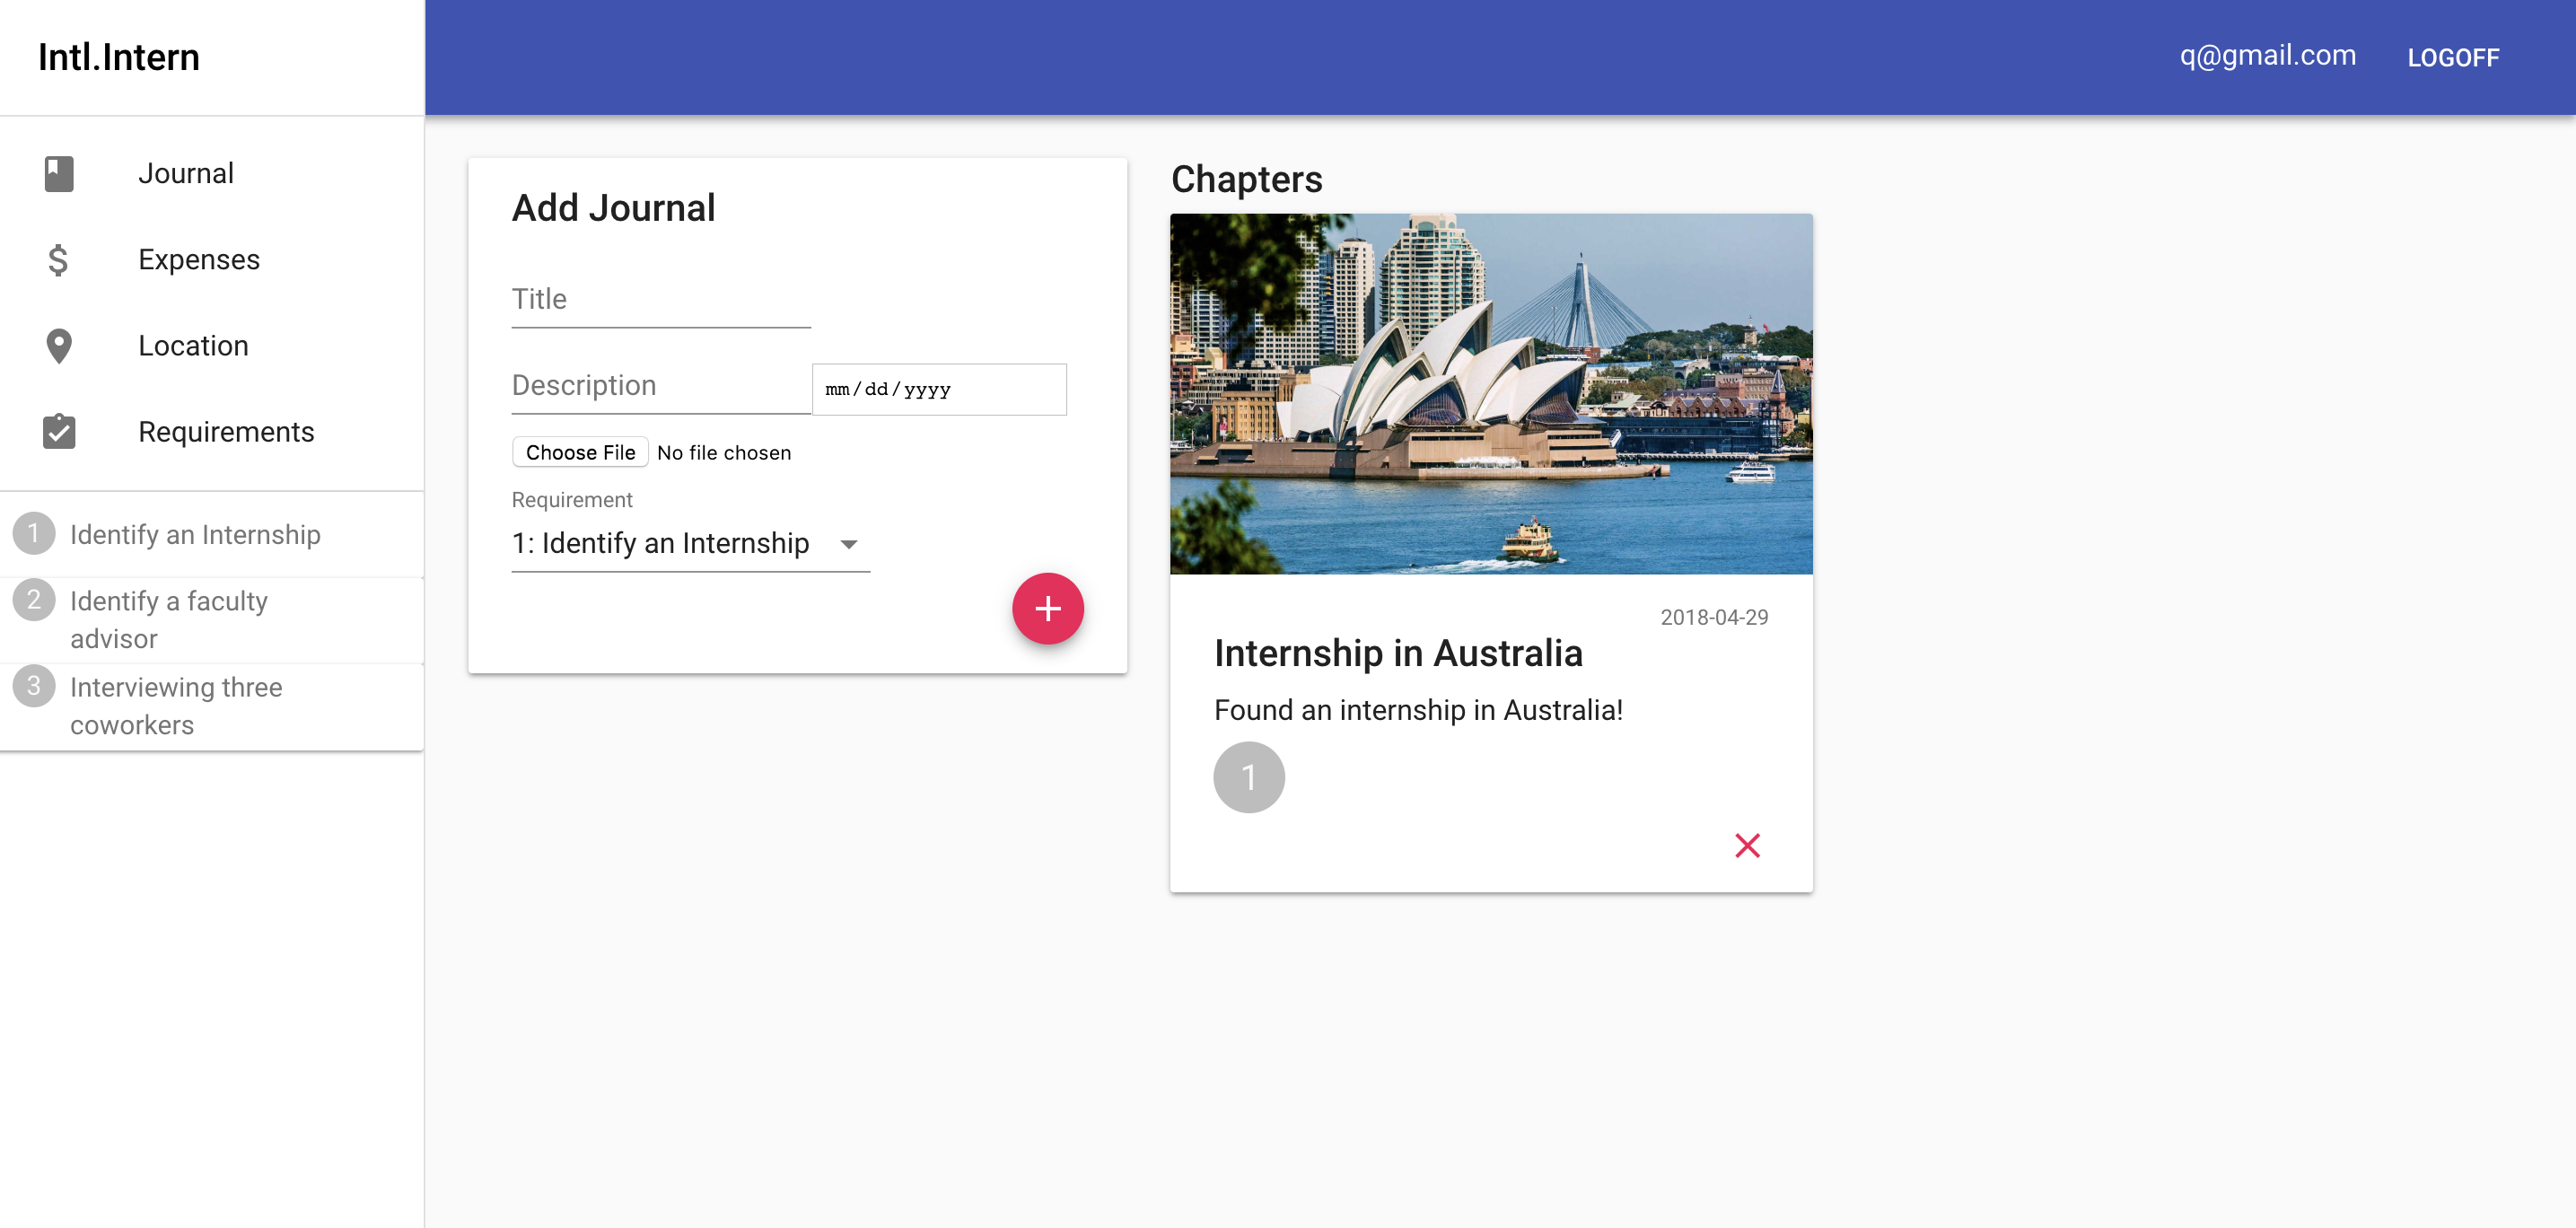 Intl.Intern
q@gmail.com LOGOFF
Journal
Expenses
Location
Requirements
1 Identify an Internship
2 Identify a faculty
advisor
3 Interviewing three
coworkers
Add Journal
Title
Description mm/dd/yyyy
Choose File No file chosen
Requirement
1: Identify an Internship
Chapters
2018-04-29
Internship in Australia
Found an internship in Australia!
1